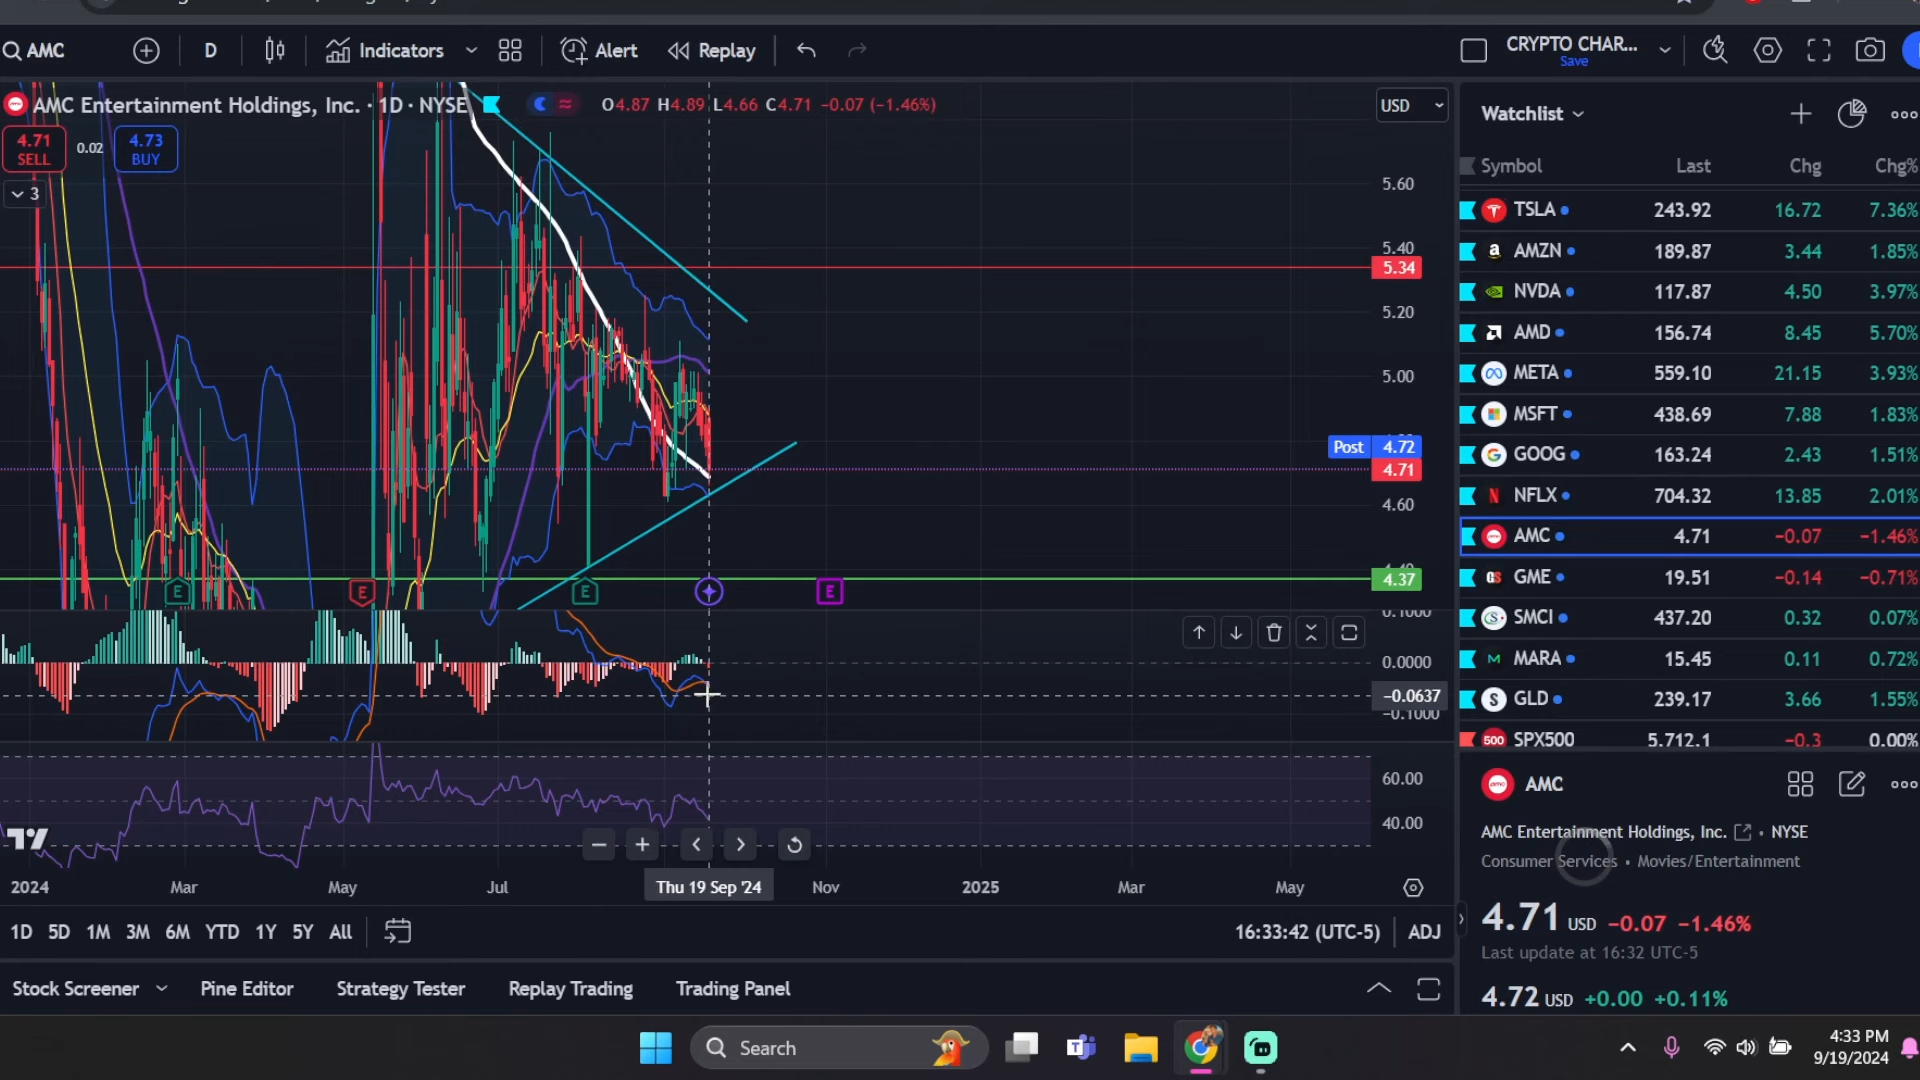 AMC D Indicators Alert Replay CRYPTO CHAR... Save
AMC Entertainment Holdings, Inc. · 1D · NYSE O4.87 H4.89 L4.66 C4.71 −0.07 (−1.46%) USD
4.71 SELL 0.02 4.73 BUY
3
5.60
5.40
5.34
5.20
5.00
Post 4.72
4.71
4.60
4.37
E E E E
0.0000
−0.0637
−0.1000
60.00
40.00
2024 Mar May Jul Thu 19 Sep '24 Nov 2025 Mar May
1D 5D 1M 3M 6M YTD 1Y 5Y All 16:33:42 (UTC-5) ADJ
Stock Screener Pine Editor Strategy Tester Replay Trading Trading Panel
Watchlist
Symbol Last Chg Chg%
TSLA 243.92 16.72 7.36%
AMZN 189.87 3.44 1.85%
NVDA 117.87 4.50 3.97%
AMD 156.74 8.45 5.70%
META 559.10 21.15 3.93%
MSFT 438.69 7.88 1.83%
GOOG 163.24 2.43 1.51%
NFLX 704.32 13.85 2.01%
AMC 4.71 −0.07 −1.46%
GME 19.51 −0.14 −0.71%
SMCI 437.20 0.32 0.07%
MARA 15.45 0.11 0.72%
GLD 239.17 3.66 1.55%
500 SPX500 5,712.1 −0.3 0.00%
AMC
AMC Entertainment Holdings, Inc. • NYSE
Consumer Services • Movies/Entertainment
4.71 USD −0.07 −1.46%
Last update at 16:32 UTC-5
4.72 USD +0.00 +0.11%
Search
4:33 PM
9/19/2024